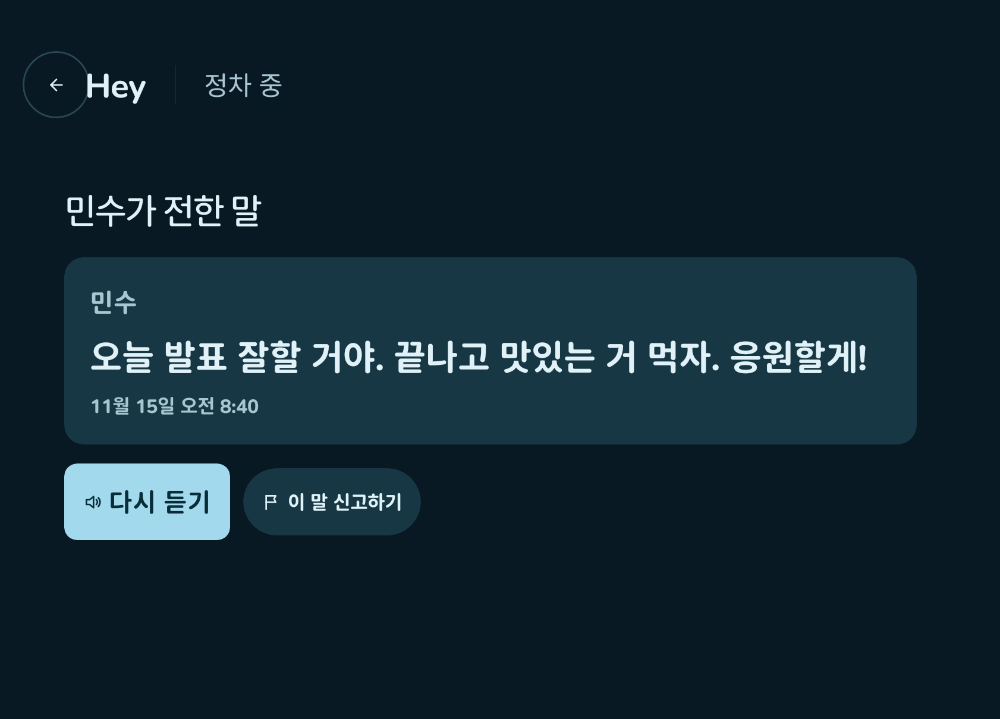 Hey
정차 중
민수가 전한 말
민수
오늘 발표 잘할 거야. 끝나고 맛있는 거 먹자. 응원할게!
11월 15일 오전 8:40
다시 듣기
이 말 신고하기